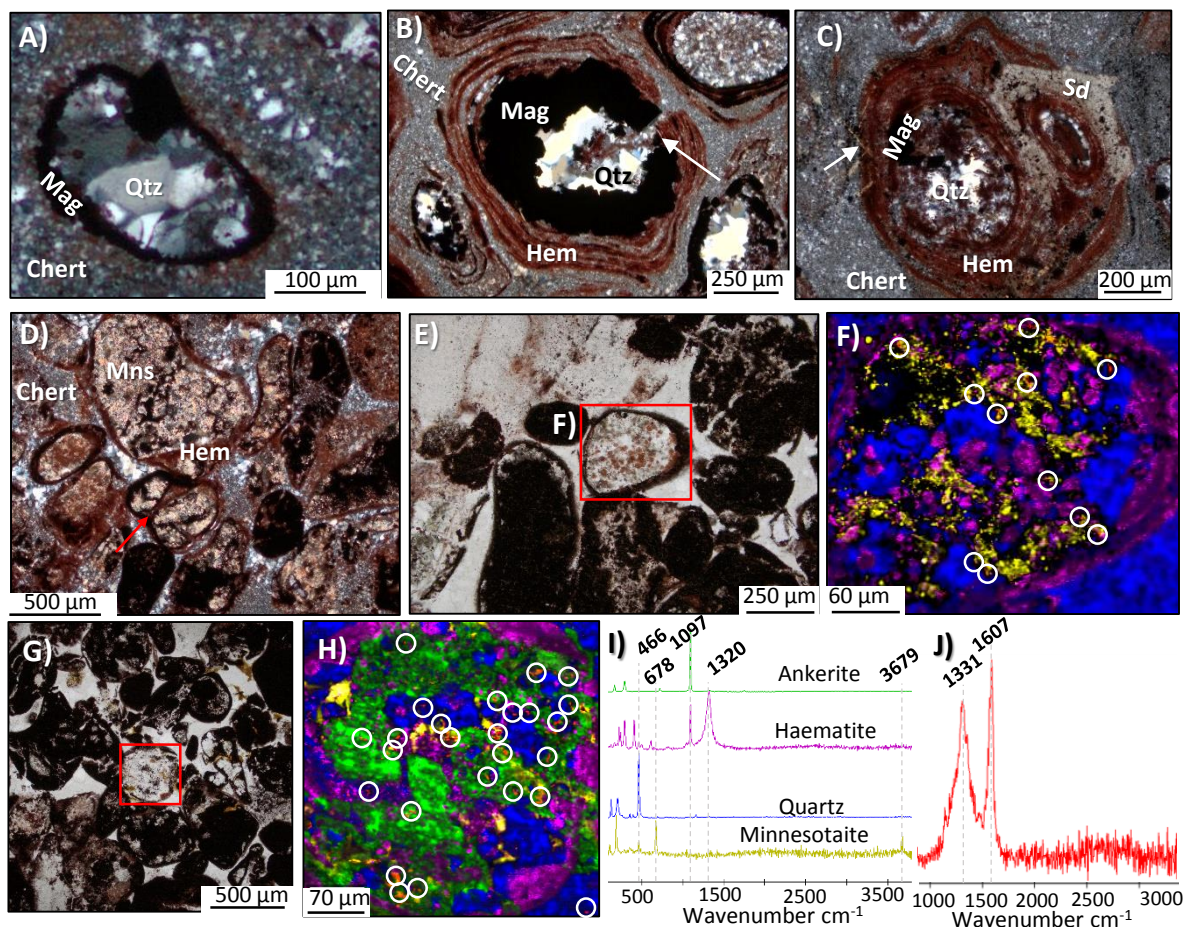 A)
Mag
Qtz
Chert
100 µm
B)
Chert
Mag
Qtz
Hem
250 µm
C)
Sd
Mag
Qtz
Hem
Chert
200 µm
D)
Mns
Chert
Hem
500 µm
E)
F)
250 µm
F)
60 µm
G)
500 µm
H)
70 µm
I)
466
678
1097
1320
3679
Ankerite
Haematite
Quartz
Minnesotaite
500 1500 2500 3500
Wavenumber cm-1
J)
1331
1607
1000 1500 2000 2500 3000
Wavenumber cm-1